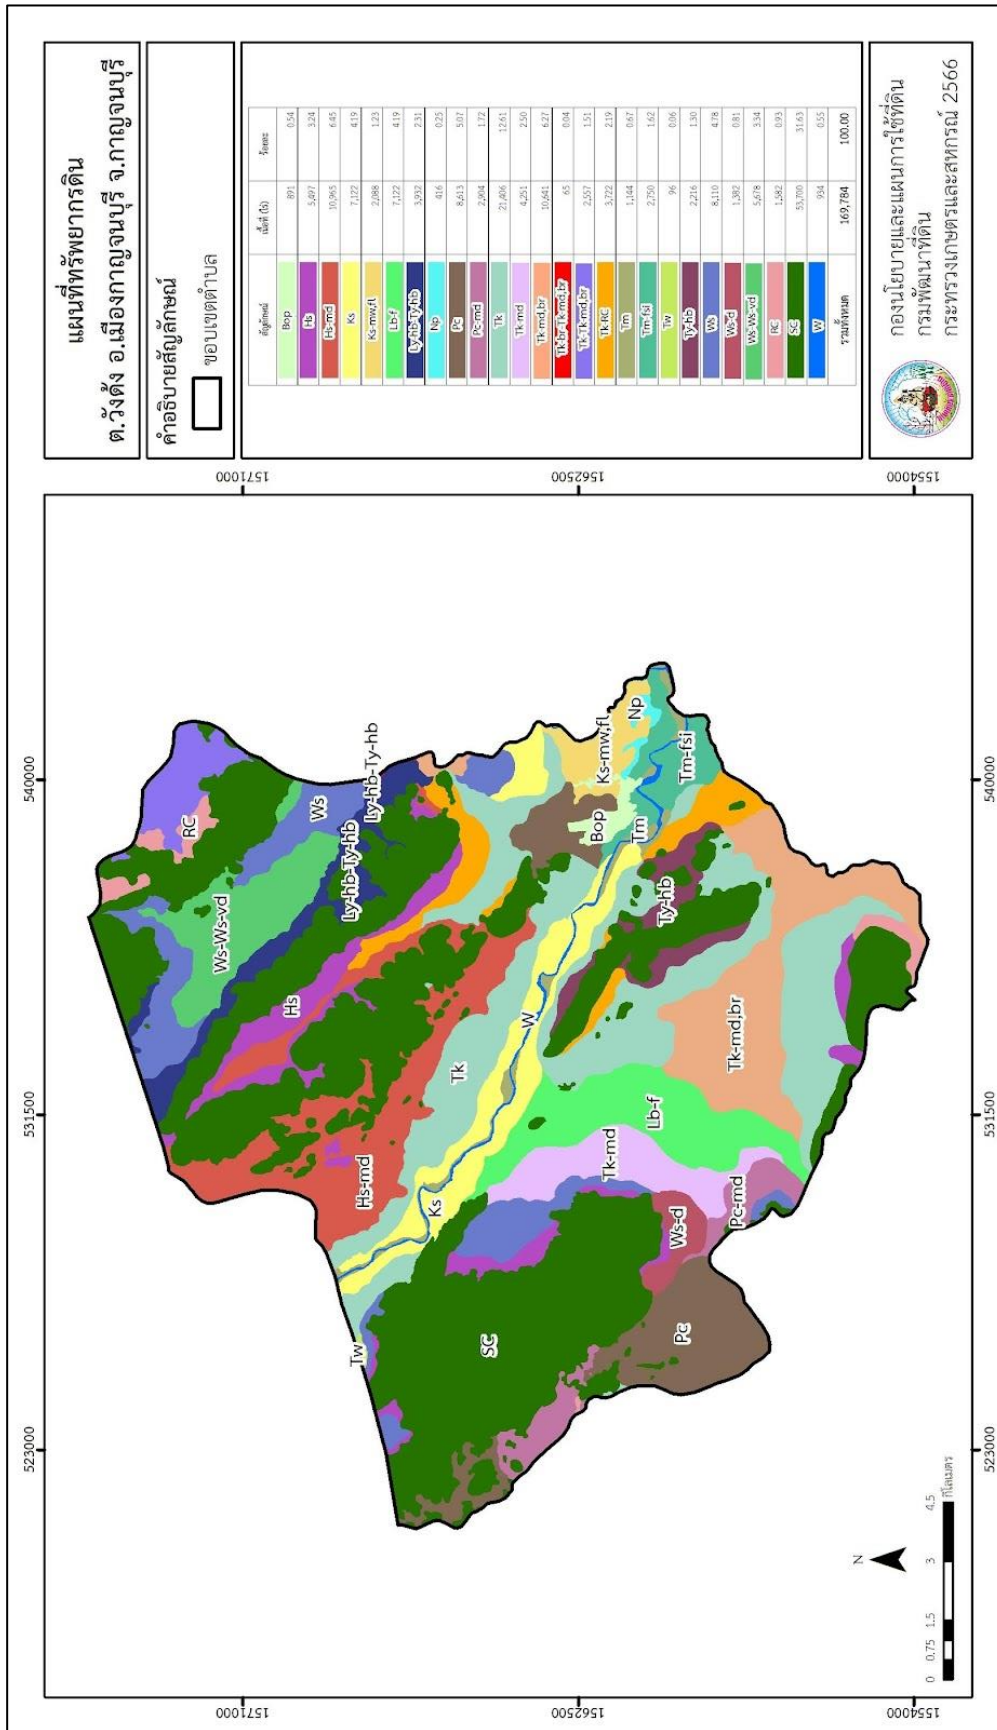 แผนที่ทรัพยากรดิน
ต.วังด้ง อ.เมืองกาญจนบุรี จ.กาญจนบุรี
คำอธิบายสัญลักษณ์
ขอบเขตตำบล
สัญลักษณ์ เนื้อที่ (ไร่) ร้อยละ
Bop 891 0.54
Hs 5,497 3.24
Hs-md 10,965 6.45
Ks 7,122 4.19
Ks-mw,fl 2,088 1.23
Lb-f 7,122 4.19
Ly-hb-Ty-hb 3,932 2.31
Np 416 0.25
Pc 8,613 5.07
Pc-md 2,904 1.72
Tk 21,406 12.61
Tk-md 4,251 2.50
Tk-md,br 10,641 6.27
Tk-br-Tk-md,br 65 0.04
Tk-Tk-md,br 2,557 1.51
Tk-RC 3,722 2.19
Tm 1,144 0.67
Tm-fsi 2,750 1.62
Tw 96 0.06
Ty-hb 2,216 1.30
Ws 8,110 4.78
Ws-d 1,382 0.81
Ws-Ws-vd 5,678 3.34
RC 1,582 0.93
SC 53,700 31.63
W 934 0.55
รวมทั้งหมด 169,784 100.00
กองนโยบายและแผนการใช้ที่ดิน
กรมพัฒนาที่ดิน
กระทรวงเกษตรและสหกรณ์ 2566
523000
531500
540000
1571000
1562500
1554000
RC
Ws
Ws-Ws-vd
Ly-hb-Ty-hb
Ly-hb-Ty-hb
Hs
Hs-md
Tk
Ks
W
Tw
SC
Ks-mw,fl
Np
Bop
Tm
Tm-fsi
Ty-hb
Tk-md,br
Lb-f
Tk-md
Pc-md
Ws-d
Pc
1571000
1562500
1554000
523000
531500
540000
N
0 0.75 1.5 3 4.5
กิโลเมตร